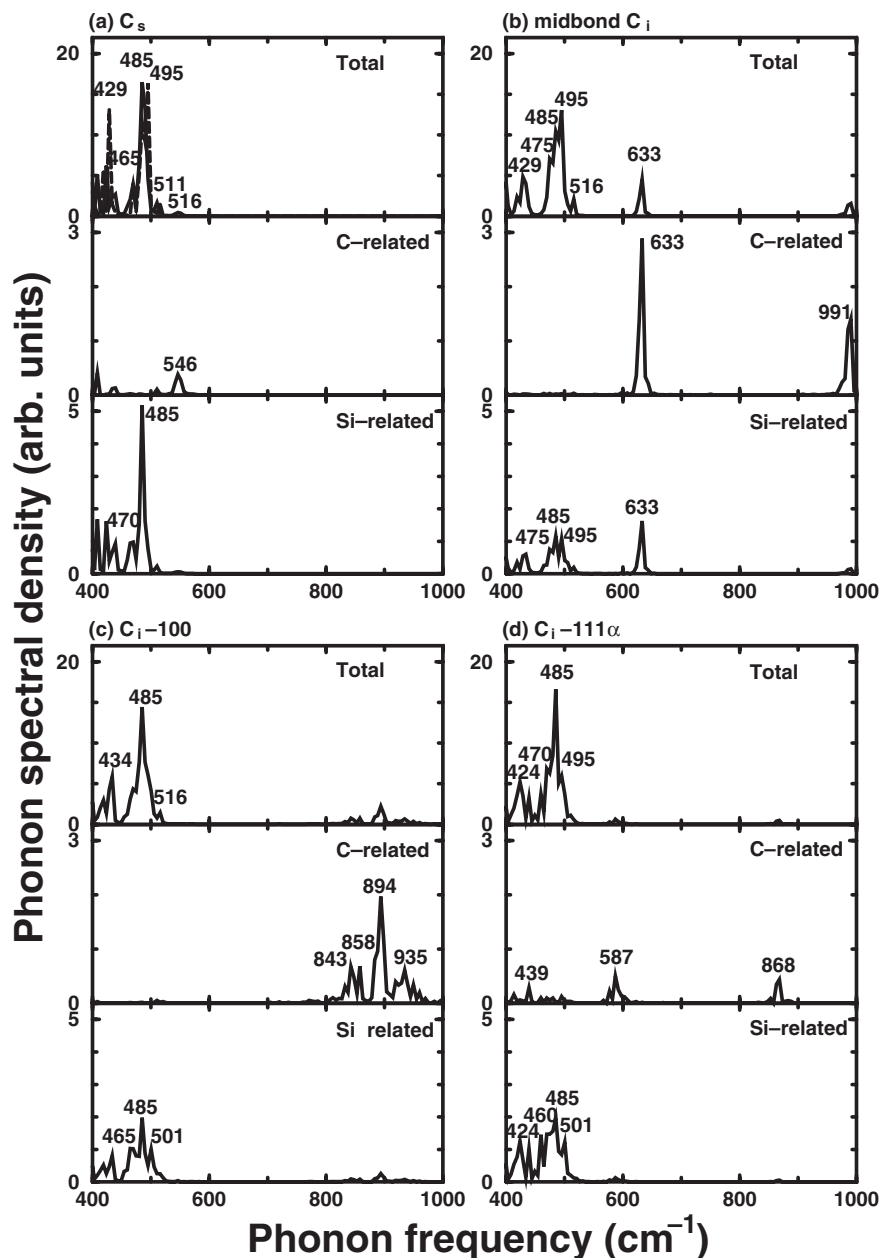 (a) Cs
20
485
495
429
Total
465
511
516
0
3
C–related
546
0
5
485
Si–related
470
0
400 600 800 1000
(b) midbond Ci
20
Total
495
485
475
633
429
516
0
3
633
C–related
991
0
5
Si–related
633
485
475 495
0
400 600 800 1000
(c) Ci–100
20
Total
485
434
516
0
3
C–related
894
843 858 935
0
5
Si related
485
465 501
0
400 600 800 1000
(d) Ci–111α
20
485
Total
470 495
424
0
3
C–related
587
868
439
0
5
Si–related
485
460
424 501
0
400 600 800 1000
Phonon spectral density (arb. units)
Phonon frequency (cm–1)